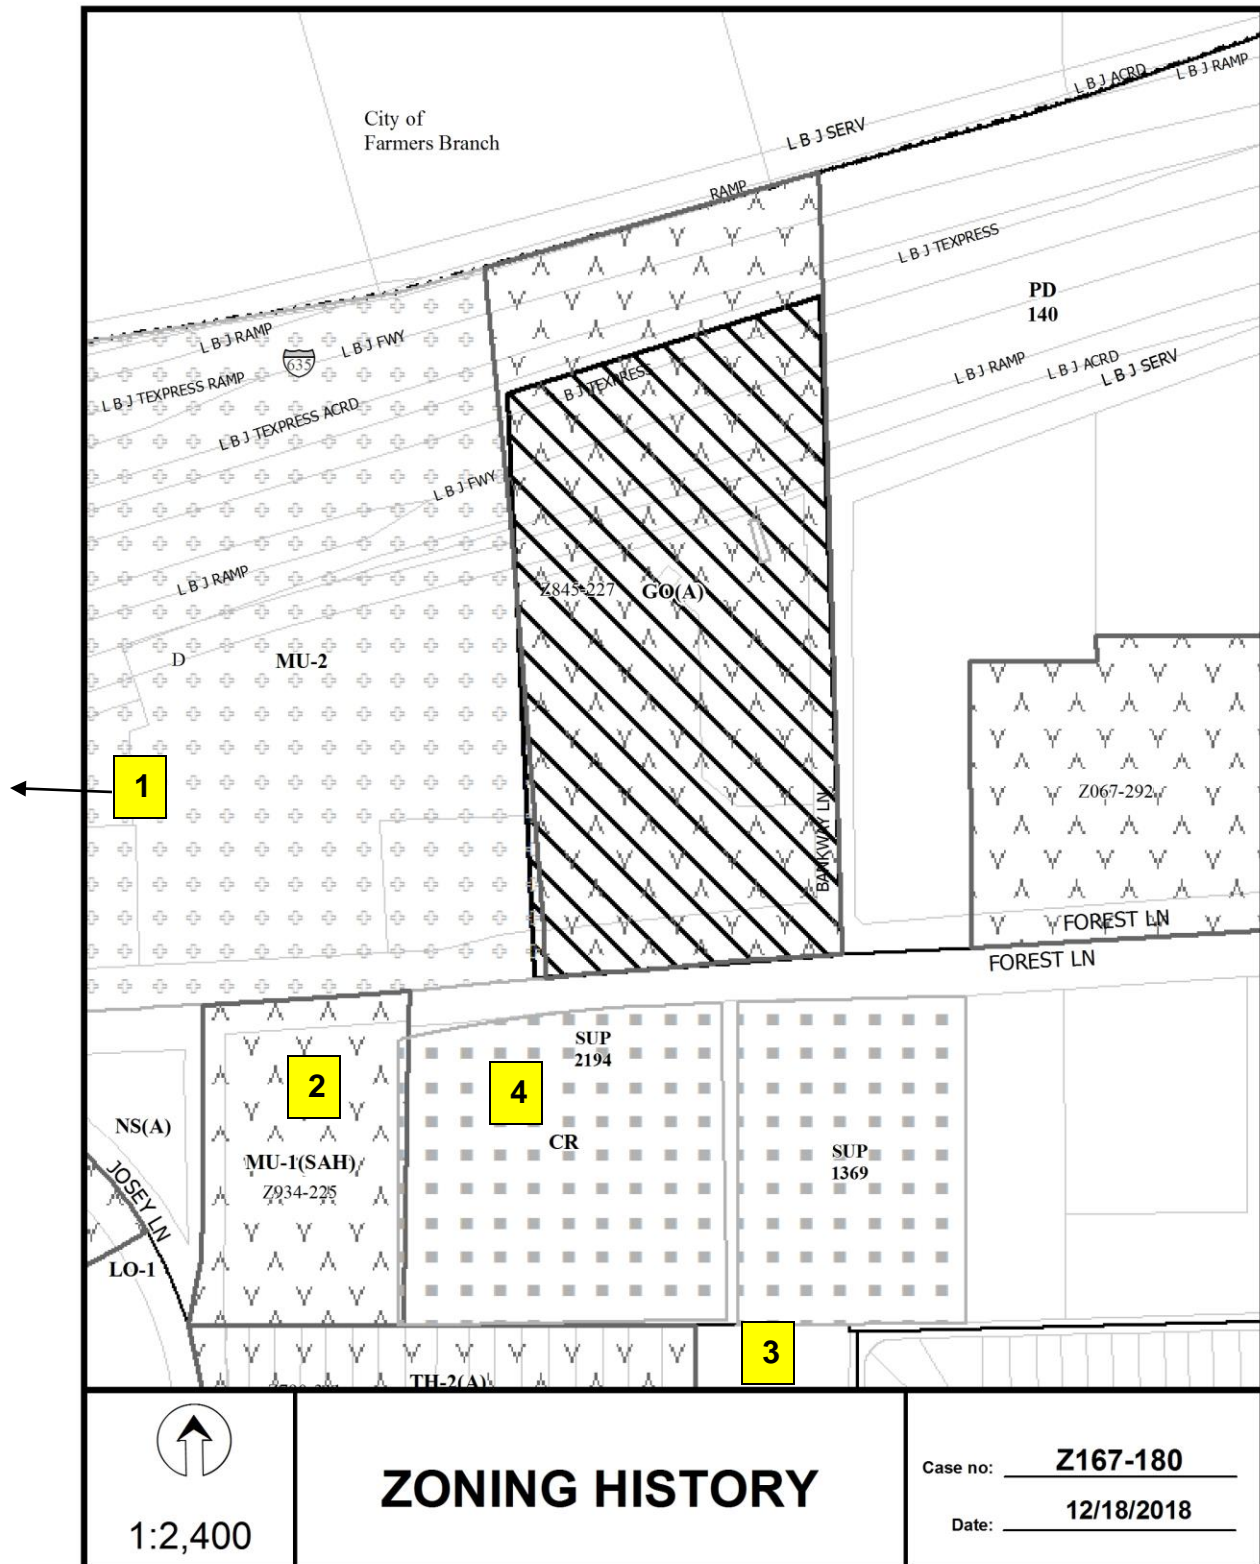 City of
Farmers Branch
L B J SERV
L B J ACRD
L B J RAMP
RAMP
L B J TEXPRESS
PD
140
L B J RAMP
635
L B J FWY
L B J TEXPRESS RAMP
L B J TEXPRESS ACRD
B J TEXPRESS
L B J RAMP
L B J ACRD
L B J SERV
L B J FWY
L B J RAMP
Z845-227
GO(A)
D
MU-2
1
Z067-292
BANKWAY LN
FOREST LN
FOREST LN
SUP
2194
2
4
NS(A)
CR
SUP
1369
MU-1(SAH)
Z934-225
JOSEY LN
LO-1
3
TH-2(A)
1:2,400
ZONING HISTORY
Case no: Z167-180
Date: 12/18/2018